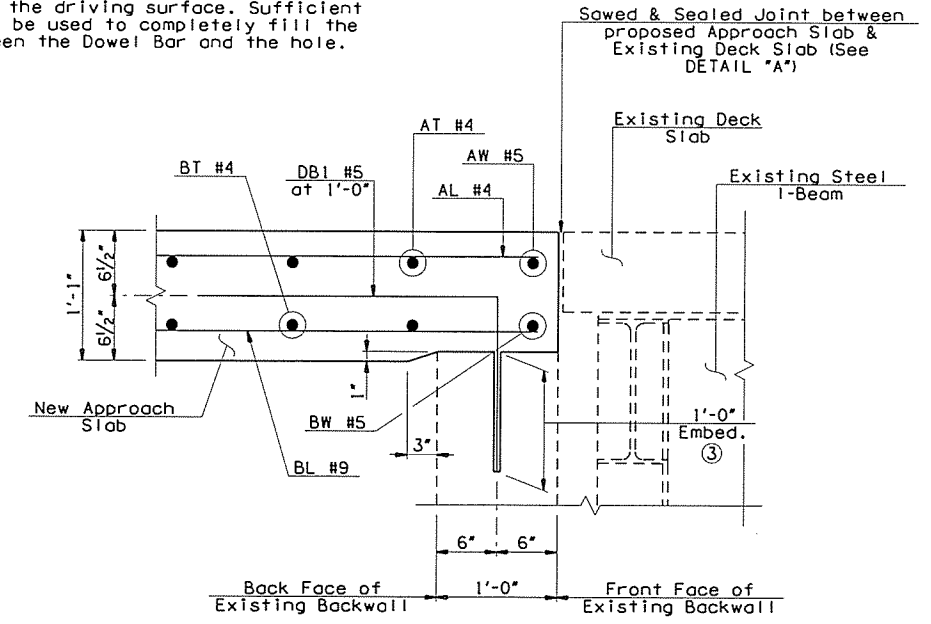 the driving surface. Sufficient
be used to completely fill the
een the Dowel Bar and the hole.
Sawed & Sealed Joint between
proposed Approach Slab &
Existing Deck Slab (See
DETAIL "A")
AT #4
Existing Deck
Slab
BT #4
DB1 #5
at 1'-0"
AW #5
AL #4
Existing Steel
I-Beam
1'-1"
6½"
6½"
1"
New Approach
Slab
BW #5
3"
1'-0"
Embed.
③
BL #9
6"
6"
Back Face of
Existing Backwall
1'-0"
Front Face of
Existing Backwall